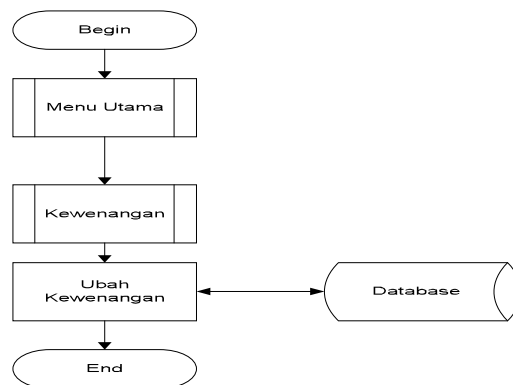 Begin
Menu Utama
Kewenangan
Ubah
Kewenangan
Database
End